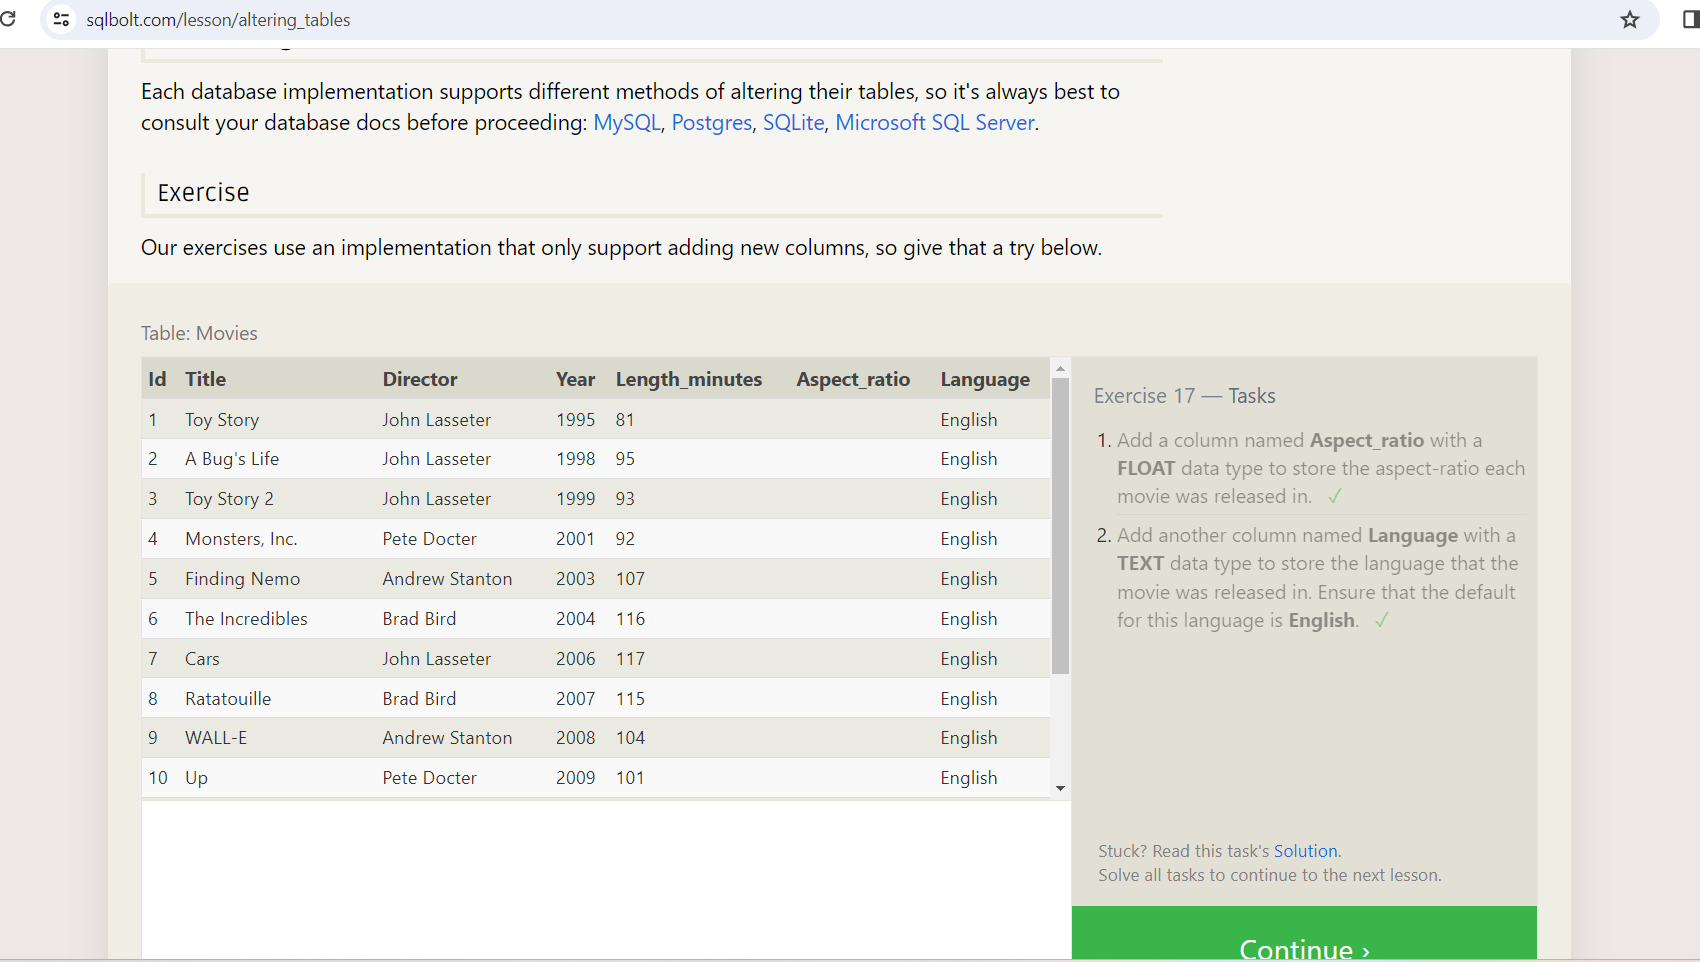 sqlbolt.com/lesson/altering_tables
Each database implementation supports different methods of altering their tables, so it's always best to
consult your database docs before proceeding: MySQL, Postgres, SQLite, Microsoft SQL Server.
Exercise
Our exercises use an implementation that only support adding new columns, so give that a try below.
Table: Movies
Id Title Director Year Length_minutes Aspect_ratio Language
1 Toy Story John Lasseter 1995 81 English
2 A Bug's Life John Lasseter 1998 95 English
3 Toy Story 2 John Lasseter 1999 93 English
4 Monsters, Inc. Pete Docter 2001 92 English
5 Finding Nemo Andrew Stanton 2003 107 English
6 The Incredibles Brad Bird 2004 116 English
7 Cars John Lasseter 2006 117 English
8 Ratatouille Brad Bird 2007 115 English
9 WALL-E Andrew Stanton 2008 104 English
10 Up Pete Docter 2009 101 English
Exercise 17 — Tasks
1. Add a column named Aspect_ratio with a
FLOAT data type to store the aspect-ratio each
movie was released in. ✓
2. Add another column named Language with a
TEXT data type to store the language that the
movie was released in. Ensure that the default
for this language is English. ✓
Stuck? Read this task's Solution.
Solve all tasks to continue to the next lesson.
Continue ›